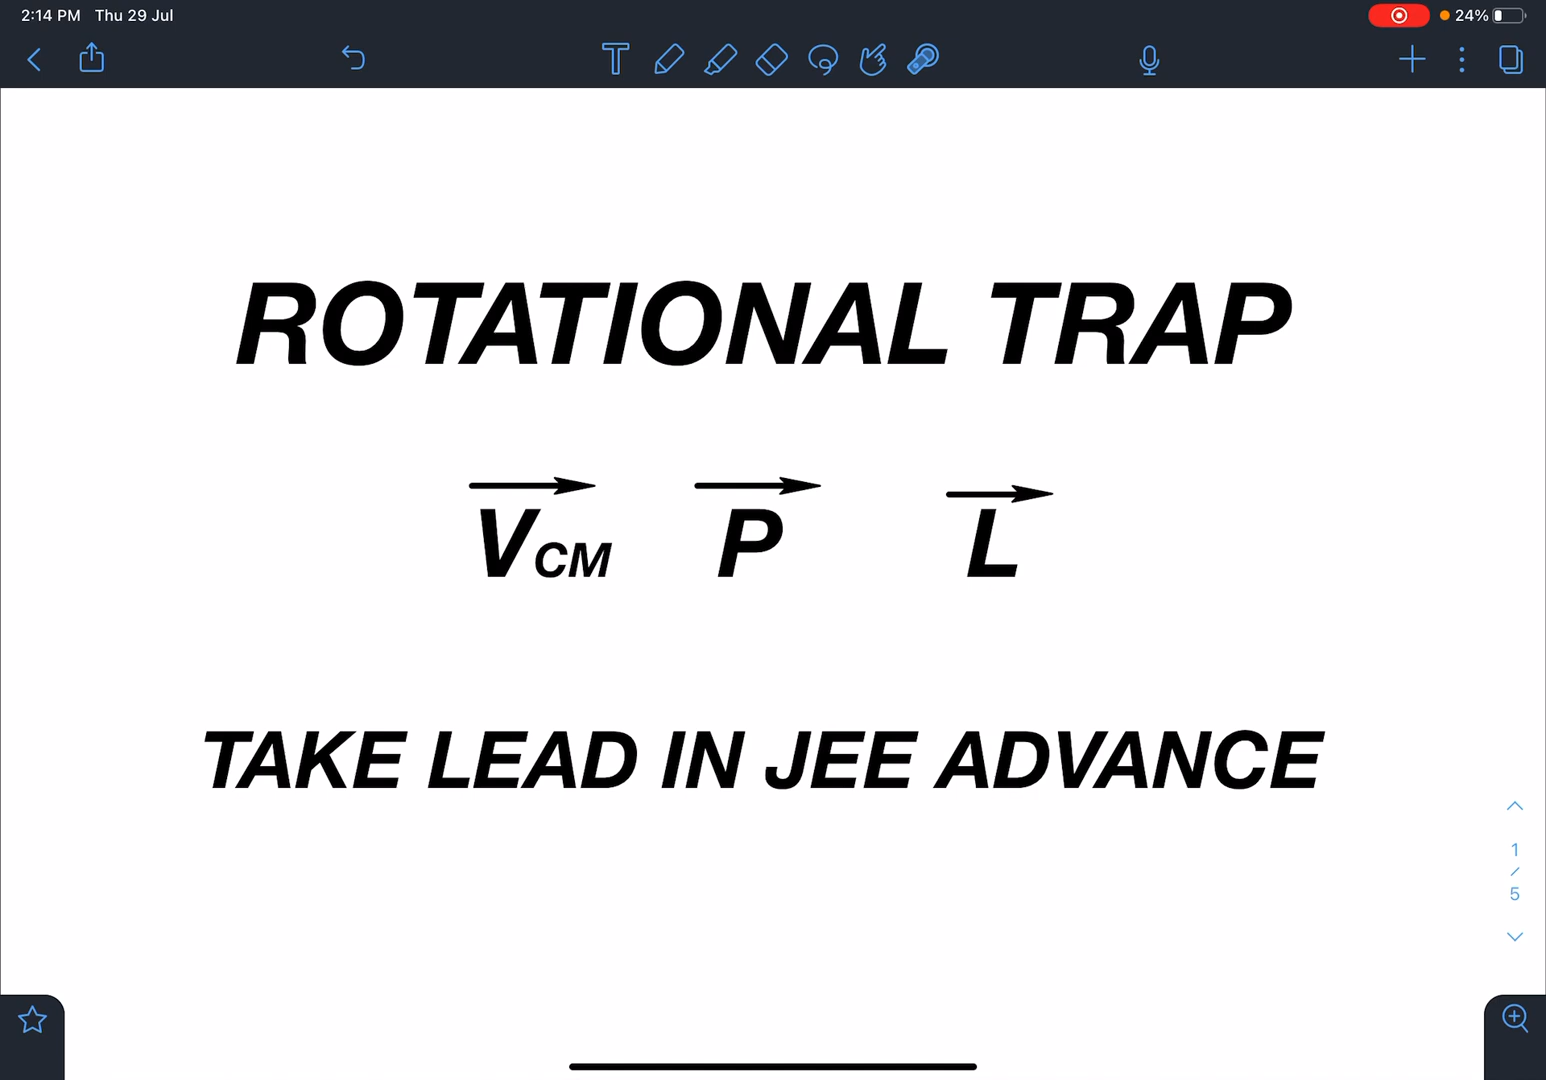 2:14 PM Thu 29 Jul 24%
T
ROTATIONAL TRAP
VCM P L
TAKE LEAD IN JEE ADVANCE
1
/
5